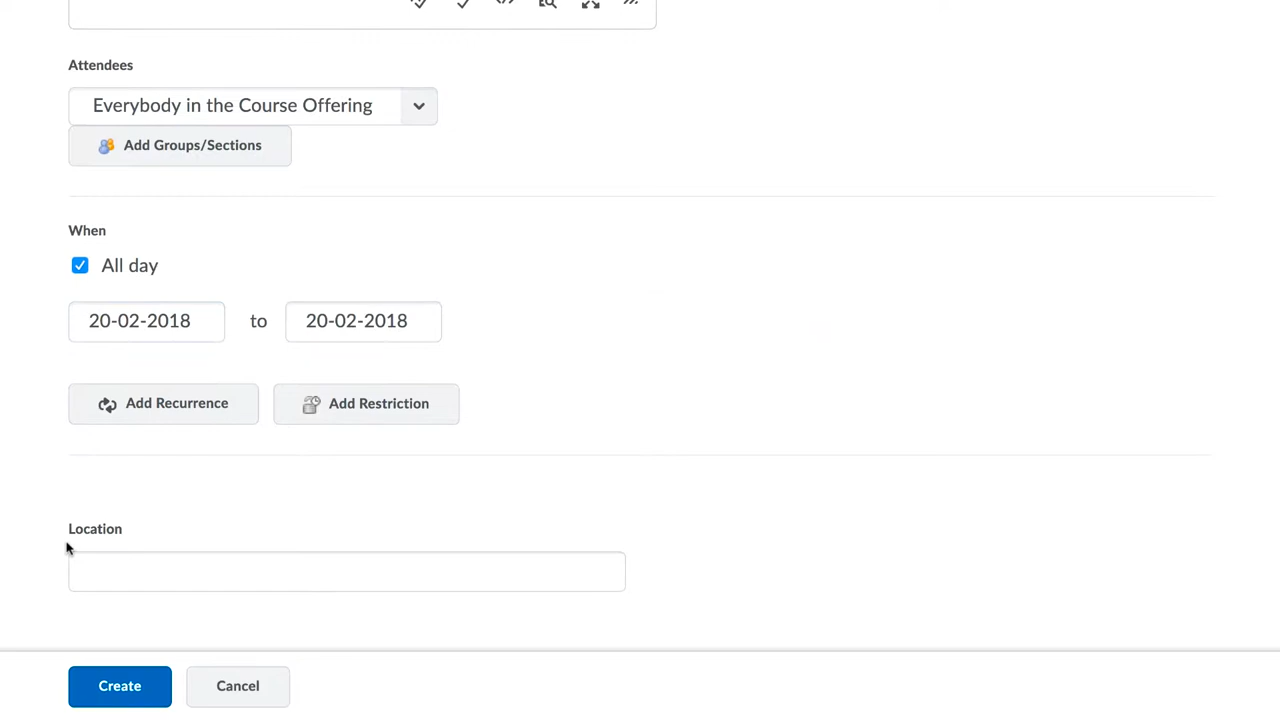 Attendees
Everybody in the Course Offering
Add Groups/Sections
When
All day
20-02-2018 to 20-02-2018
Add Recurrence Add Restriction
Location
Create Cancel